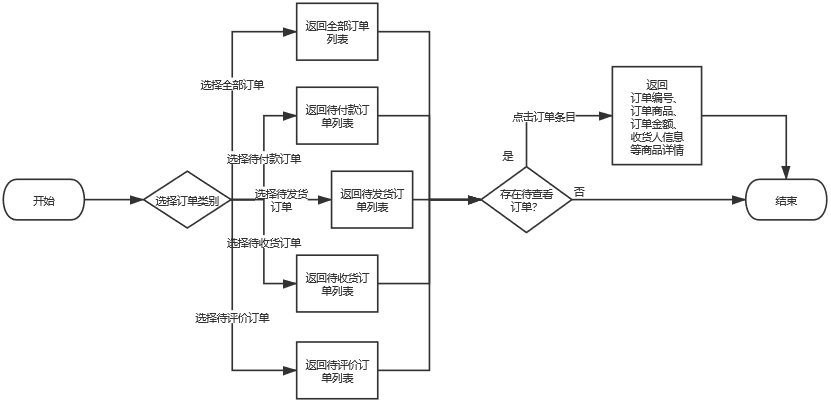 开始
选择订单类别
选择全部订单
返回全部订单
列表
选择待付款订单
返回待付款订
单列表
选择待发货
订单
返回待发货订
单列表
选择待收货订单
返回待收货订
单列表
选择待评价订单
返回待评价订
单列表
存在待查看
订单?
是
点击订单条目
返回
订单编号、
订单商品、
订单金额、
收货人信息
等商品详情
否
结束